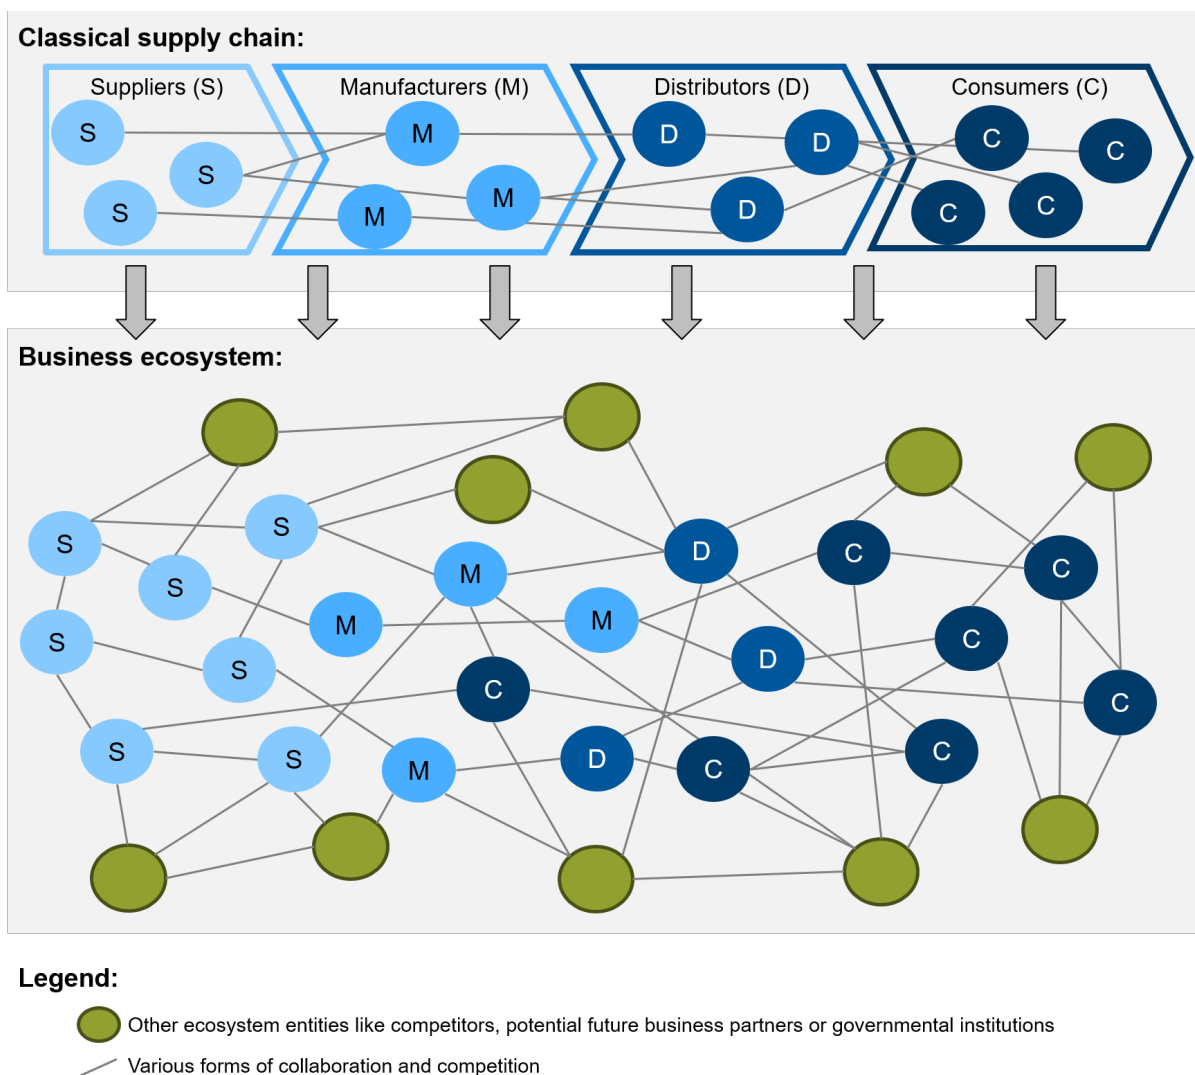 Classical supply chain:
Suppliers (S)
Manufacturers (M)
Distributors (D)
Consumers (C)
S
M
D
D
C
C
S
M
D
C
C
S
M
Business ecosystem:
S
S
S
M
D
C
C
S
M
M
C
S
D
C
S
C
S
M
D
C
C
S
Legend:
Other ecosystem entities like competitors, potential future business partners or governmental institutions
Various forms of collaboration and competition